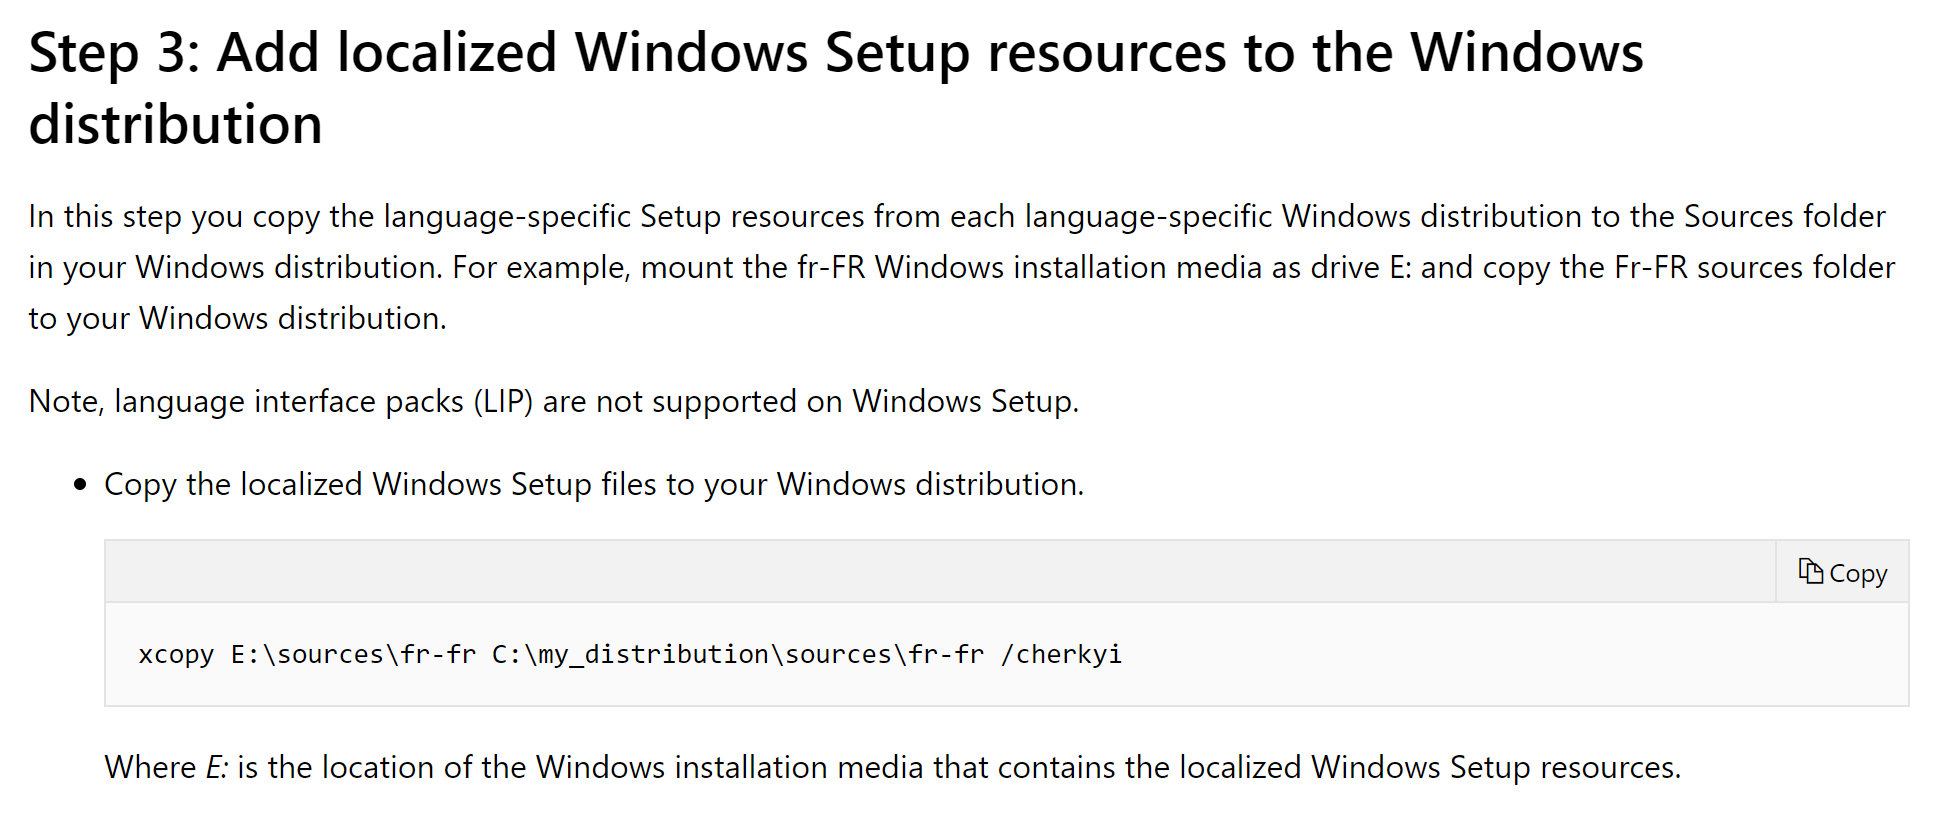 Step 3: Add localized Windows Setup resources to the Windows
distribution
In this step you copy the language-specific Setup resources from each language-specific Windows distribution to the Sources folder
in your Windows distribution. For example, mount the fr-FR Windows installation media as drive E: and copy the Fr-FR sources folder
to your Windows distribution.
Note, language interface packs (LIP) are not supported on Windows Setup.
• Copy the localized Windows Setup files to your Windows distribution.
Copy
xcopy E:\sources\fr-fr C:\my_distribution\sources\fr-fr /cherkyi
Where E: is the location of the Windows installation media that contains the localized Windows Setup resources.